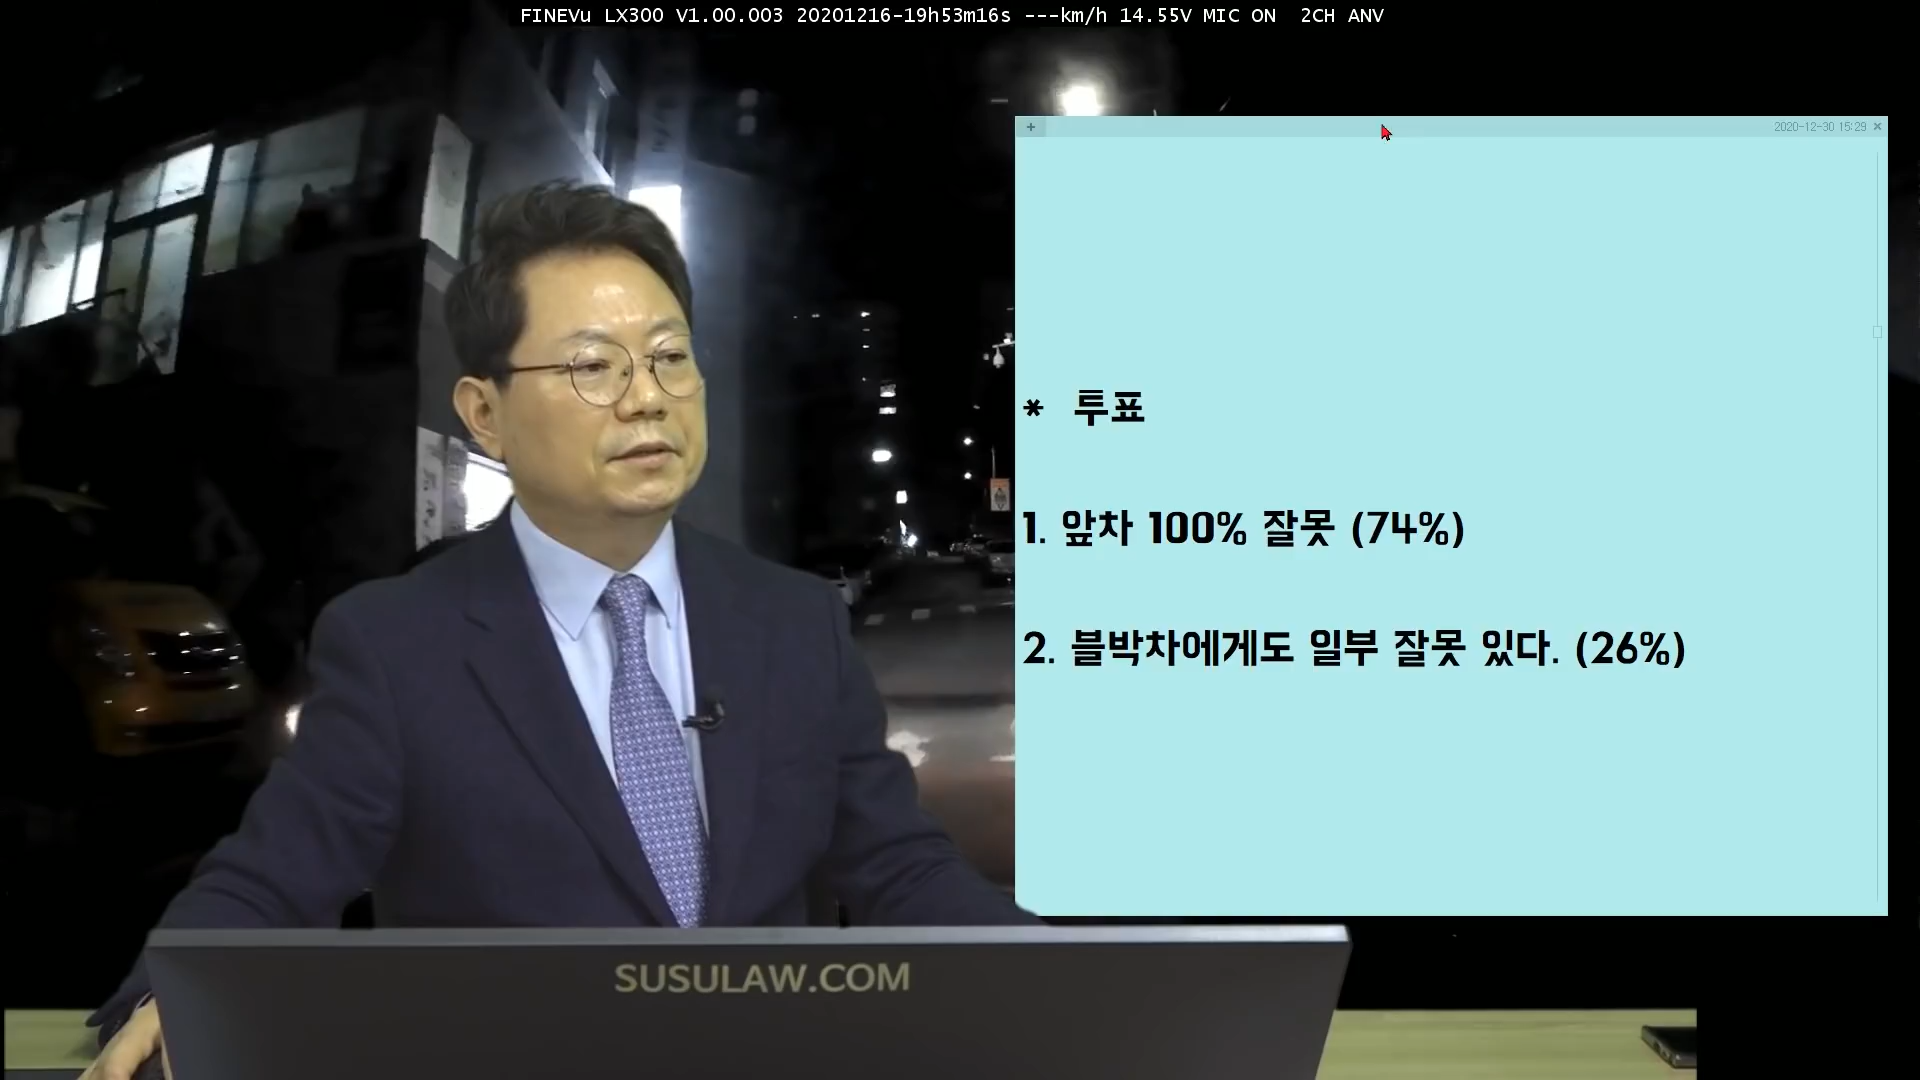 FINEVu LX300 V1.00.003 20201216-19h53m16s ---km/h 14.55V MIC ON 2CH ANV
+ 2020-12-30 15:29 ×
* 투표
1. 앞차 100% 잘못 (74%)
2. 블박차에게도 일부 잘못 있다. (26%)
SUSULAW.COM